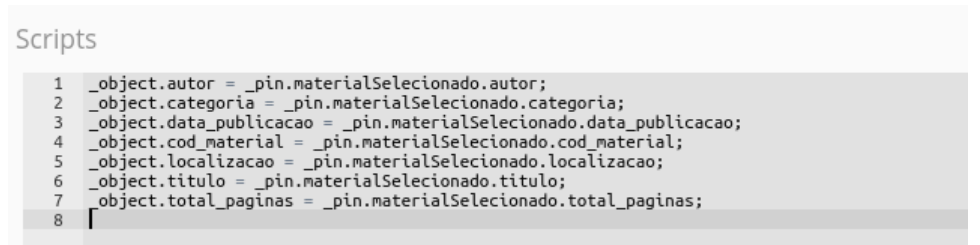 Scripts
1 _object.autor = _pin.materialSelecionado.autor;
2 _object.categoria = _pin.materialSelecionado.categoria;
3 _object.data_publicacao = _pin.materialSelecionado.data_publicacao;
4 _object.cod_material = _pin.materialSelecionado.cod_material;
5 _object.localizacao = _pin.materialSelecionado.localizacao;
6 _object.titulo = _pin.materialSelecionado.titulo;
7 _object.total_paginas = _pin.materialSelecionado.total_paginas;
8